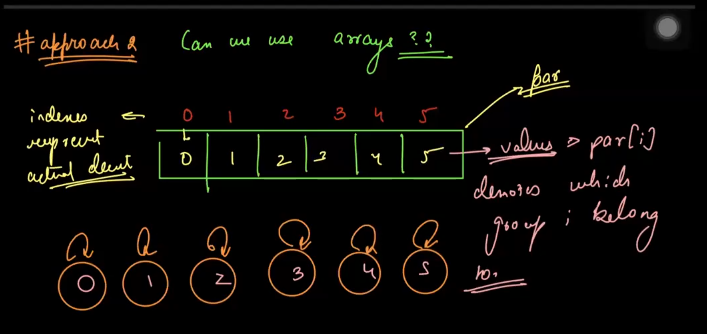 #approach 2 Can we use arrays ??
par
indexes ← 0 1 2 3 4 5
represent
actual elements
0 1 2 3 4 5 → values → par[i]
denotes which
group i belong
to.
0 1 2 3 4 5